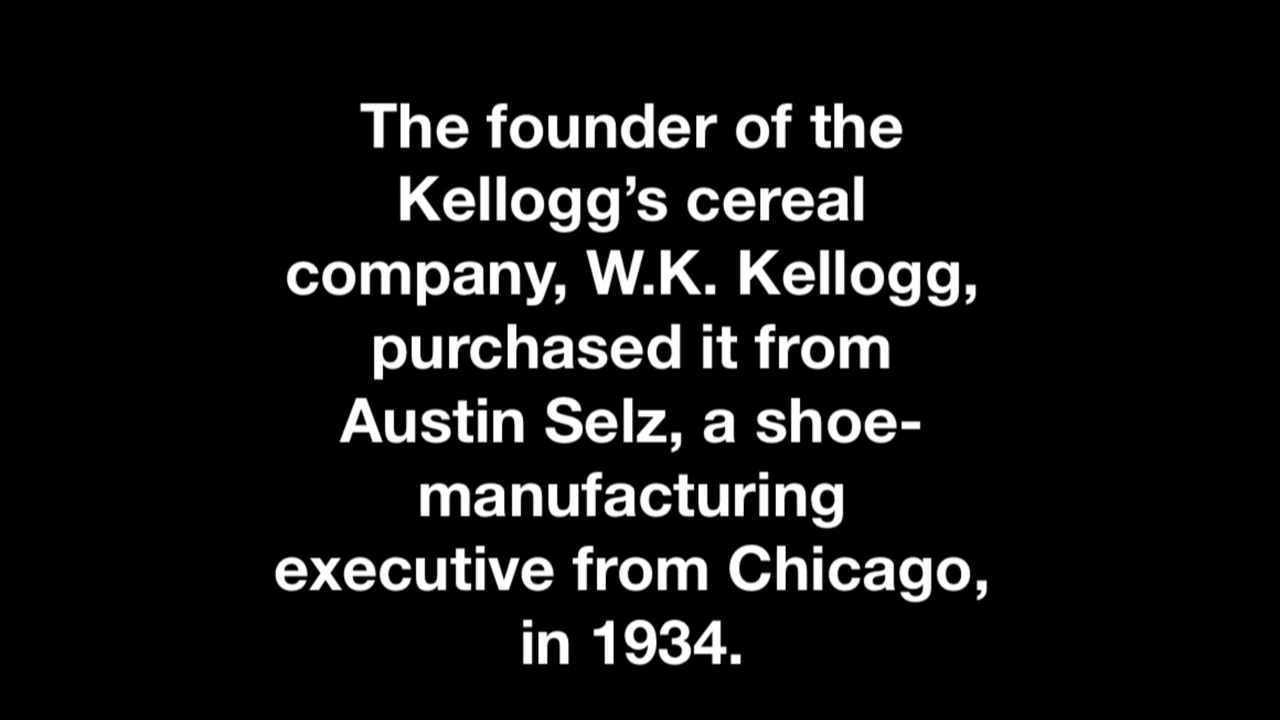 The founder of the
Kellogg’s cereal
company, W.K. Kellogg,
purchased it from
Austin Selz, a shoe-
manufacturing
executive from Chicago,
in 1934.